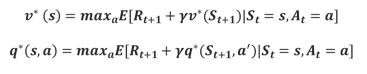 v*(s) = max_a E[R_{t+1} + γv*(S_{t+1})|S_t = s, A_t = a]
q*(s, a) = max_a E[R_{t+1} + γq*(S_{t+1}, a′)|S_t = s, A_t = a]